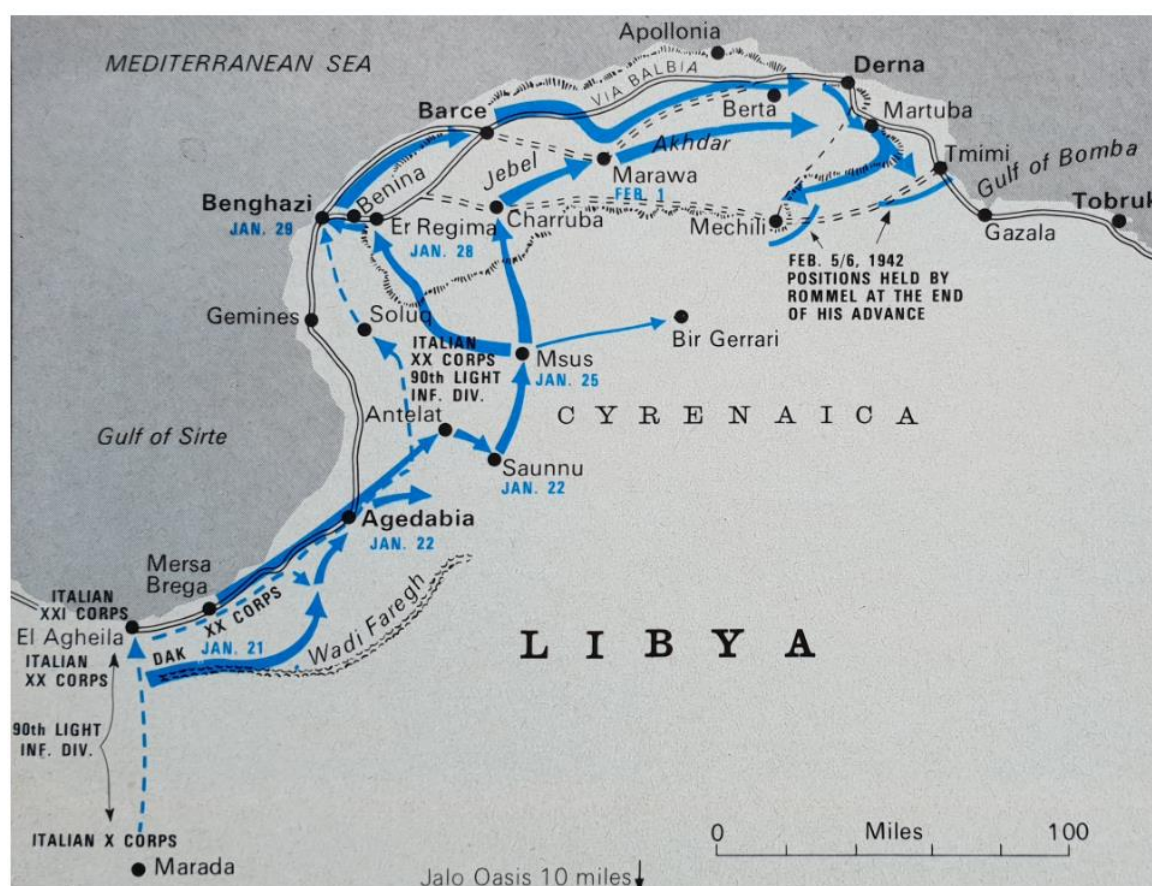 MEDITERRANEAN SEA
Apollonia
VIA BALBIA
Derna
Barce
Berta
Martuba
Akhdar
Jebel
Marawa
FEB. 1
Tmimi
Gulf of Bomba
Benina
Benghazi
JAN. 29
Er Regima
JAN. 28
Charruba
Mechili
Tobruk
Gazala
FEB. 5/6, 1942
POSITIONS HELD BY
ROMMEL AT THE END
OF HIS ADVANCE
Gemines
Soluq
ITALIAN
XX CORPS
90th LIGHT
INF. DIV.
Msus
JAN. 25
Bir Gerrari
Antelat
CYRENAICA
Gulf of Sirte
Saunnu
JAN. 22
Agedabia
JAN. 22
Mersa
Brega
ITALIAN
XXI CORPS
El Agheila
XX CORPS
JAN. 21
DAK
Wadi Faregh
LIBYA
ITALIAN
XX CORPS
90th LIGHT
INF. DIV.
ITALIAN X CORPS
Marada
0 Miles 100
Jalo Oasis 10 miles